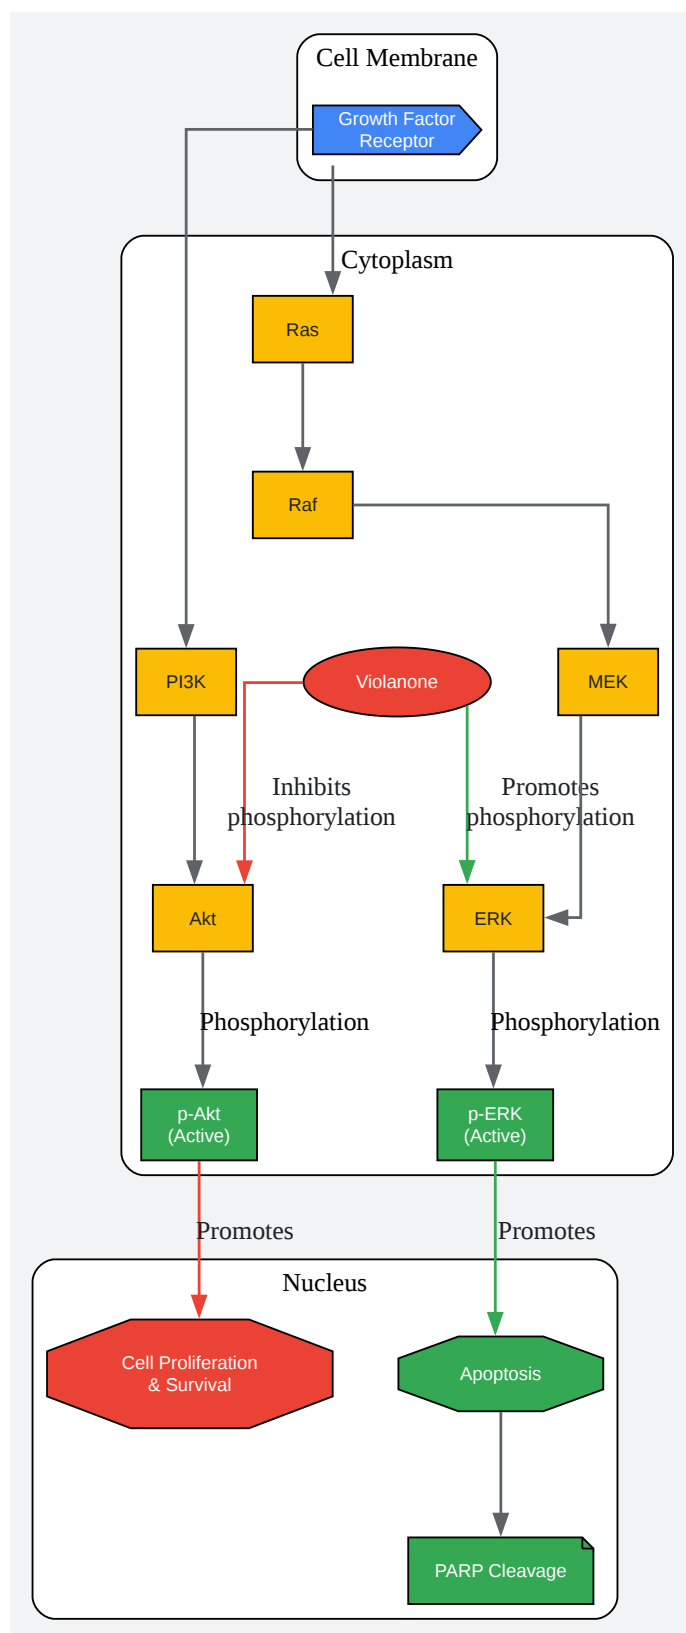 Cell Membrane
Growth Factor
Receptor
Cytoplasm
Ras
Raf
PI3K
Violanone
MEK
Inhibits
phosphorylation
Promotes
phosphorylation
Akt
ERK
Phosphorylation
Phosphorylation
p-Akt
(Active)
p-ERK
(Active)
Promotes
Promotes
Nucleus
Cell Proliferation
& Survival
Apoptosis
PARP Cleavage